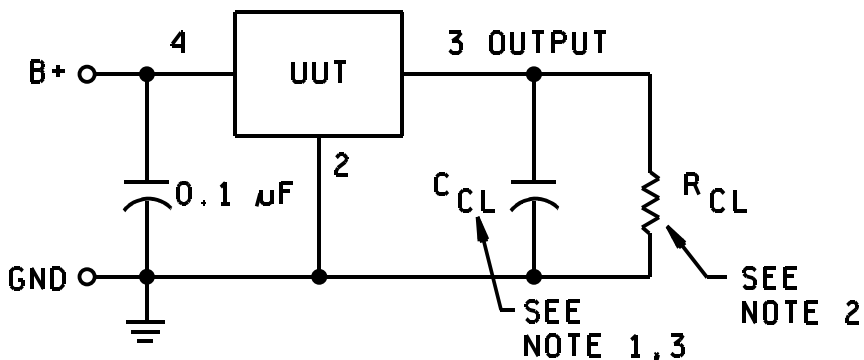 4
3 OUTPUT
B+
UUT
2
0.1 µF
C CL
R CL
GND
SEE
NOTE 2
SEE
NOTE 1,3